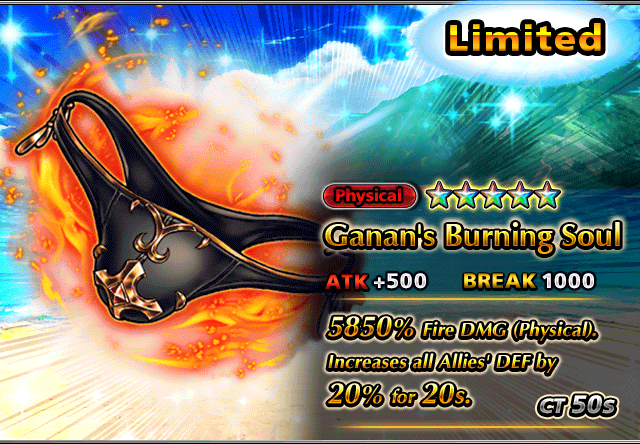 Limited
Physical
Ganan's Burning Soul
ATK +500 BREAK 1000
5850% Fire DMG (Physical).
Increases all Allies' DEF by
20% for 20s.
CT 50s